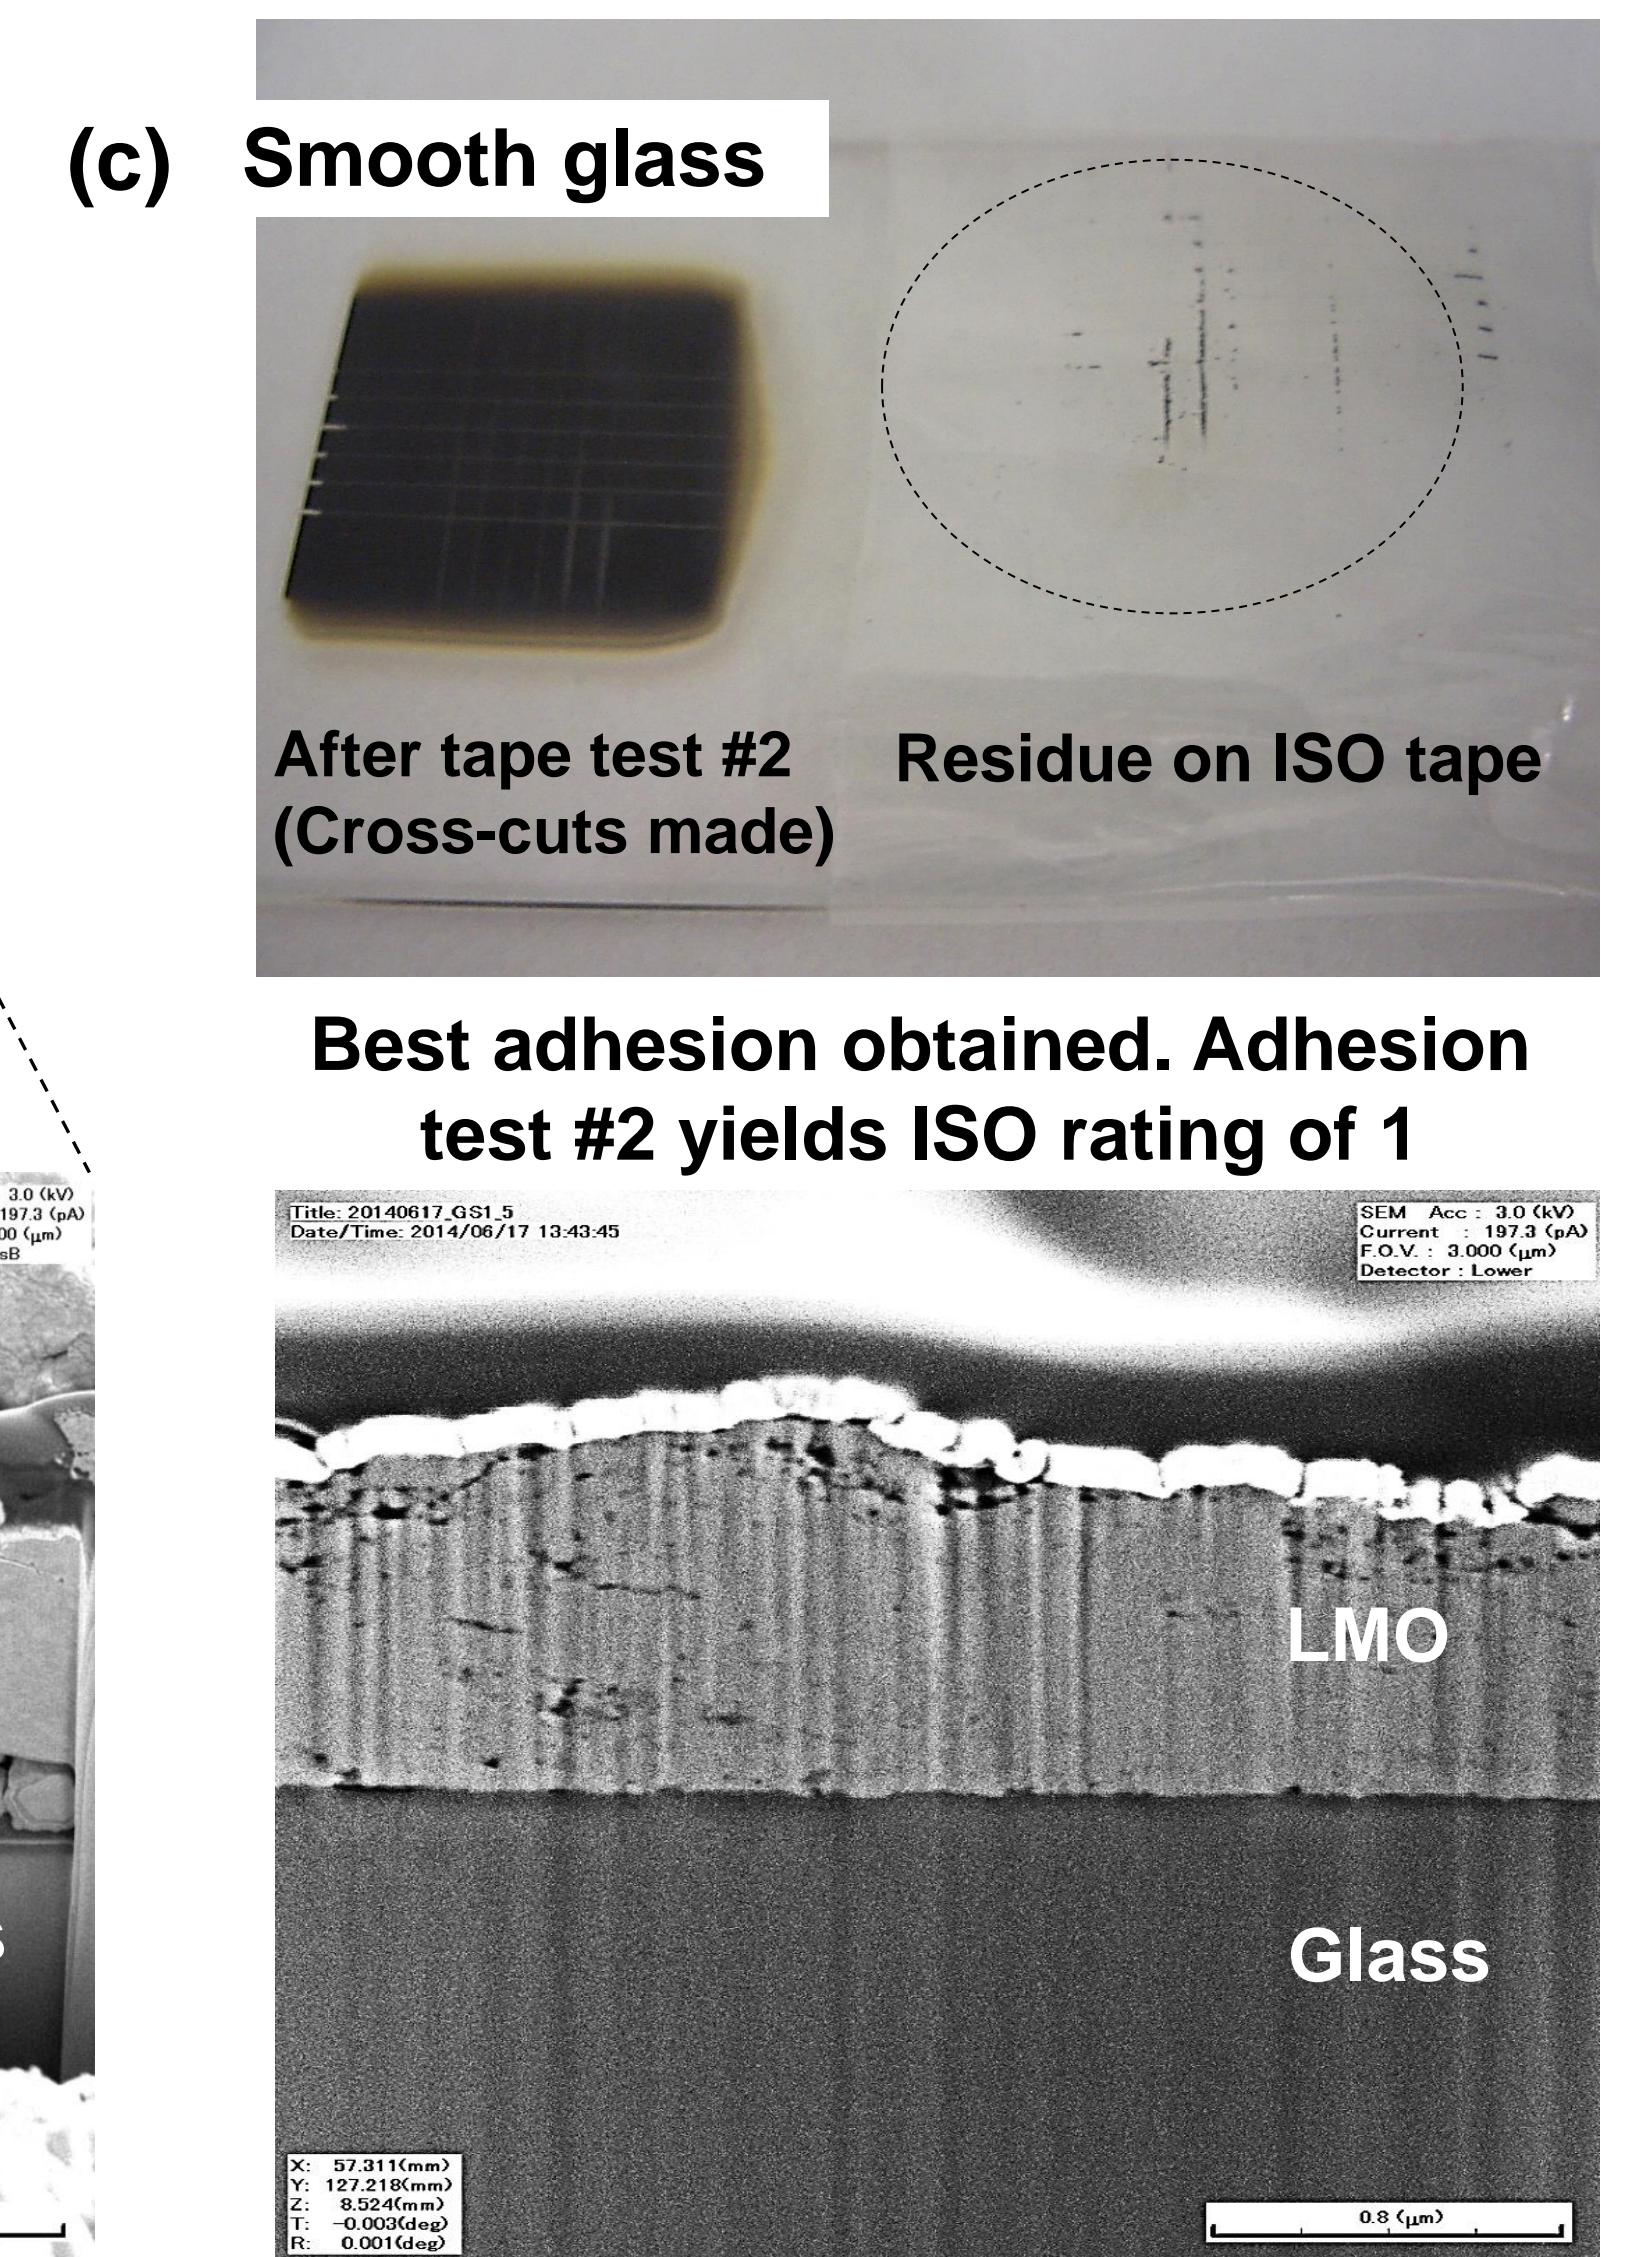 (c) Smooth glass
After tape test #2
(Cross-cuts made)
Residue on ISO tape
Best adhesion obtained. Adhesion
test #2 yields ISO rating of 1
3.0 (kV)
197.3 (pA)
00 (μm)
sB
s
Title: 20140617_GS1_5
Date/Time: 2014/06/17 13:43:45
SEM Acc : 3.0 (kV)
Current : 197.3 (pA)
F.O.V. : 3.000 (μm)
Detector : Lower
LMO
Glass
X: 57.311(mm)
Y: 127.218(mm)
Z: 8.524(mm)
T: -0.003(deg)
R: 0.001(deg)
0.8 (μm)